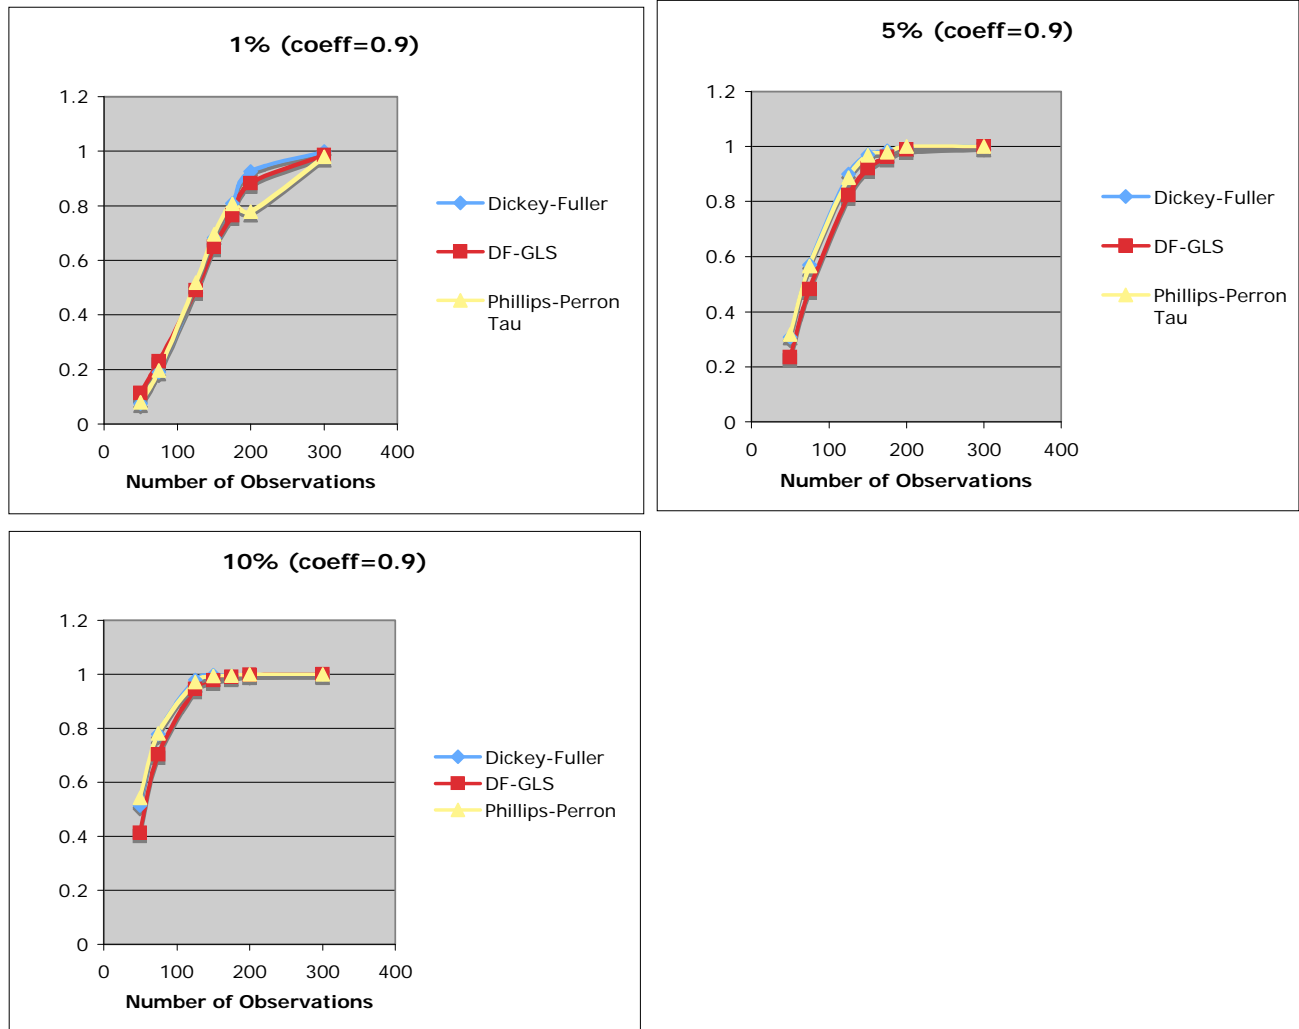 1% (coeff=0.9)
1.2
1
0.8
0.6
0.4
0.2
0
0 100 200 300 400
Number of Observations
Dickey-Fuller
DF-GLS
Phillips-Perron
Tau
5% (coeff=0.9)
1.2
1
0.8
0.6
0.4
0.2
0
0 100 200 300 400
Number of Observations
Dickey-Fuller
DF-GLS
Phillips-Perron
Tau
10% (coeff=0.9)
1.2
1
0.8
0.6
0.4
0.2
0
0 100 200 300 400
Number of Observations
Dickey-Fuller
DF-GLS
Phillips-Perron